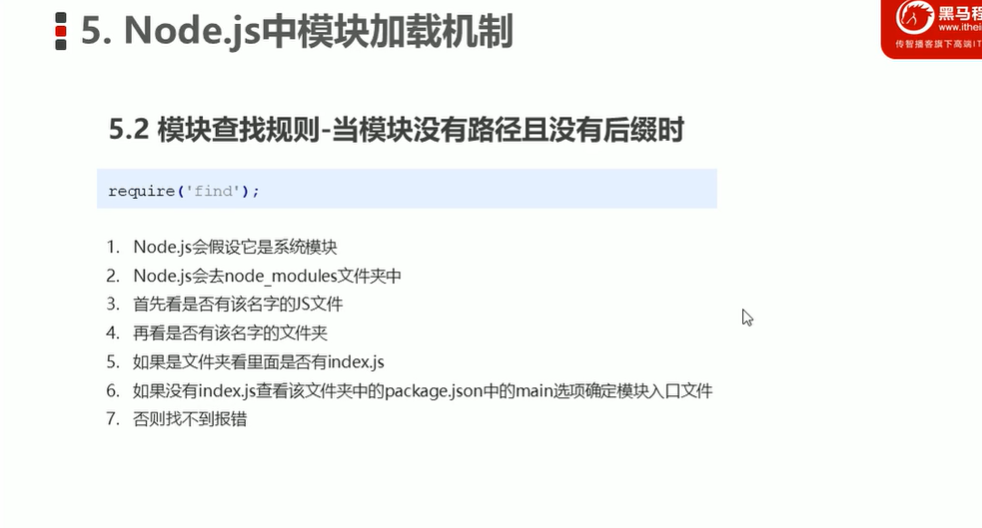 5. Node.js中模块加载机制
黑马程
www.ithei
传智播客旗下高端IT
5.2 模块查找规则-当模块没有路径且没有后缀时
require('find');
1. Node.js会假设它是系统模块
2. Node.js会去node_modules文件夹中
3. 首先看是否有该名字的JS文件
4. 再看是否有该名字的文件夹
5. 如果是文件夹看里面是否有index.js
6. 如果没有index.js查看该文件夹中的package.json中的main选项确定模块入口文件
7. 否则找不到报错